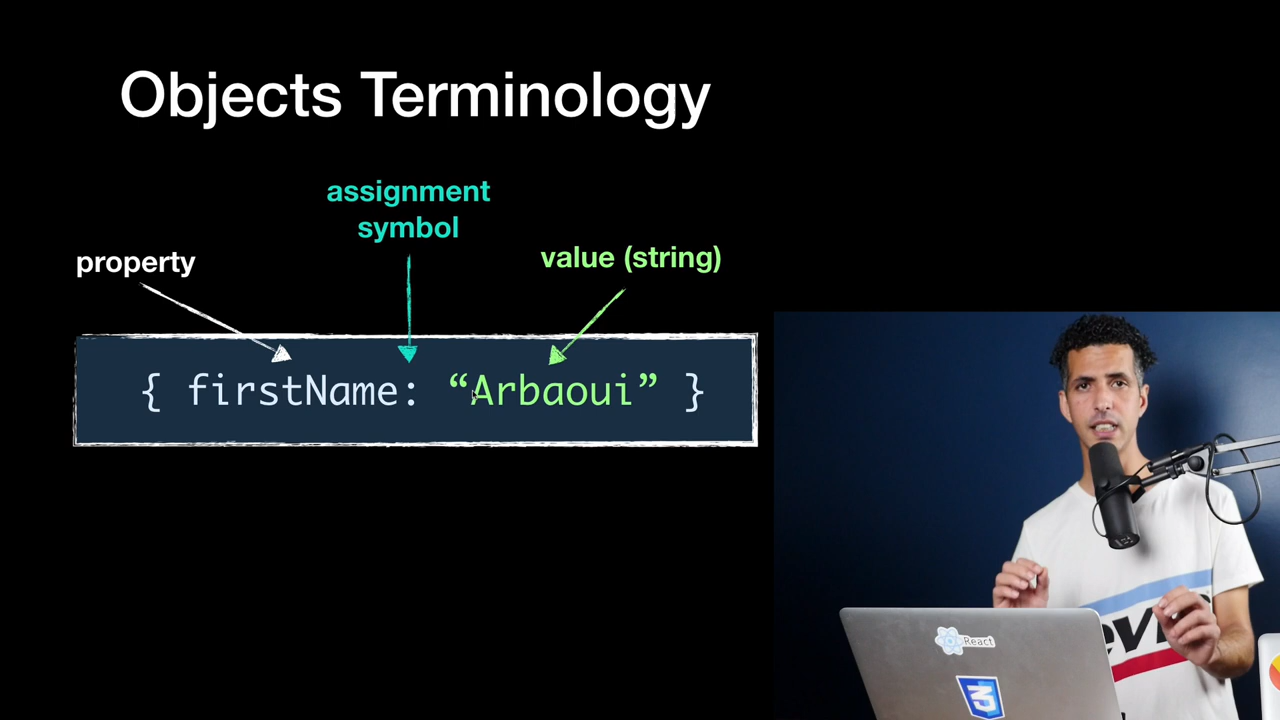 Objects Terminology
assignment
symbol
property
value (string)
{ firstName: “Arbaoui” }
React
3